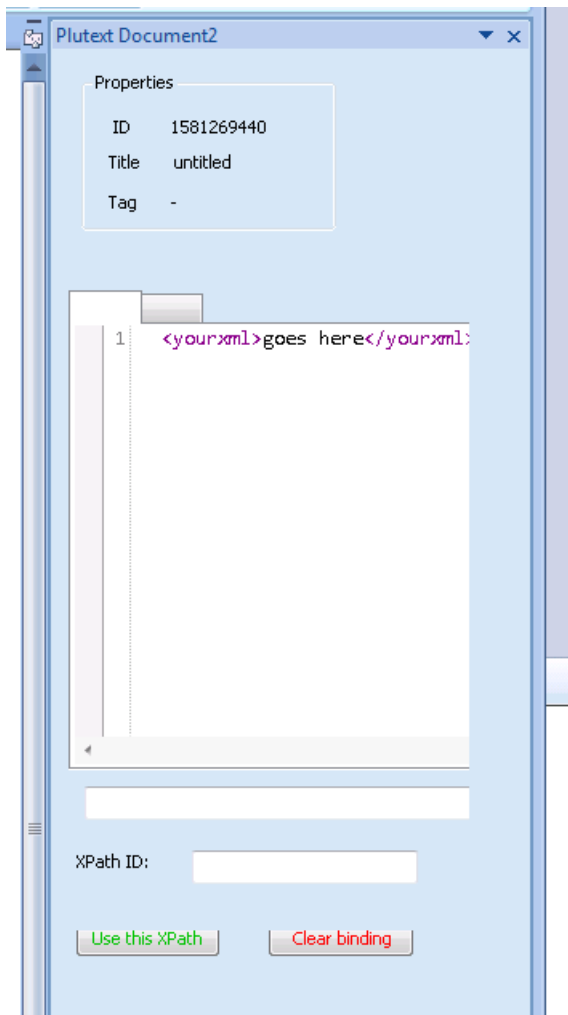 Plutext Document2
Properties
ID 1581269440
Title untitled
Tag -
1 <yourxml>goes here</yourxml>
XPath ID:
Use this XPath Clear binding